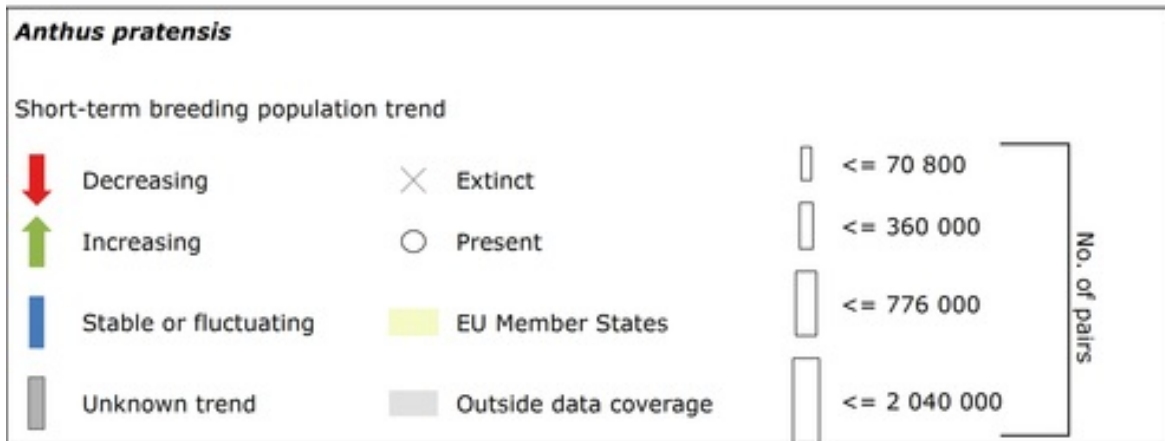 Anthus pratensis
Short-term breeding population trend
Decreasing
Extinct
<= 70 800
Increasing
Present
<= 360 000
Stable or fluctuating
EU Member States
<= 776 000
Unknown trend
Outside data coverage
<= 2 040 000
No. of pairs